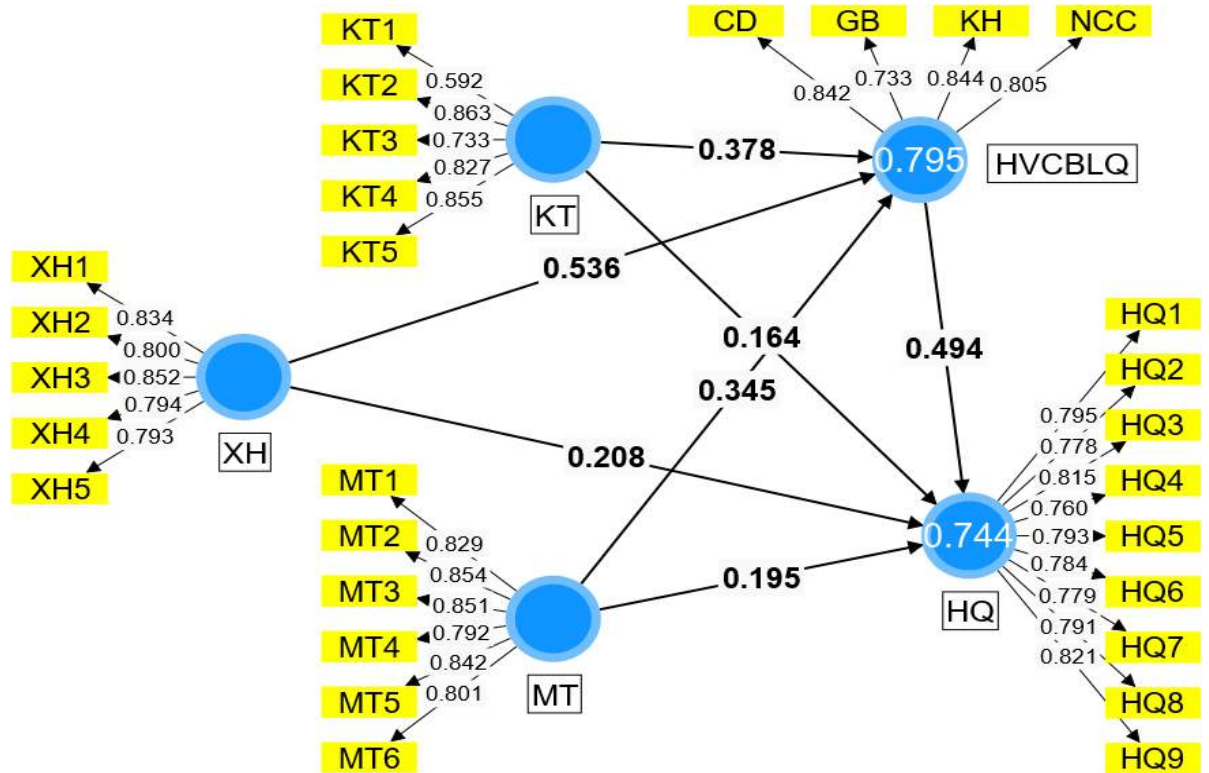 KT1
KT2
KT3
KT4
KT5
0.592
0.863
0.733
0.827
0.855
KT
CD
GB
KH
NCC
0.842
0.733
0.844
0.805
0.795
HVCBLQ
0.378
0.536
0.164
0.345
0.494
0.208
0.195
XH1
XH2
XH3
XH4
XH5
0.834
0.800
0.852
0.794
0.793
XH
MT1
MT2
MT3
MT4
MT5
MT6
0.829
0.854
0.851
0.792
0.842
0.801
MT
0.744
HQ
0.795
0.778
0.815
0.760
0.793
0.784
0.779
0.791
0.821
HQ1
HQ2
HQ3
HQ4
HQ5
HQ6
HQ7
HQ8
HQ9